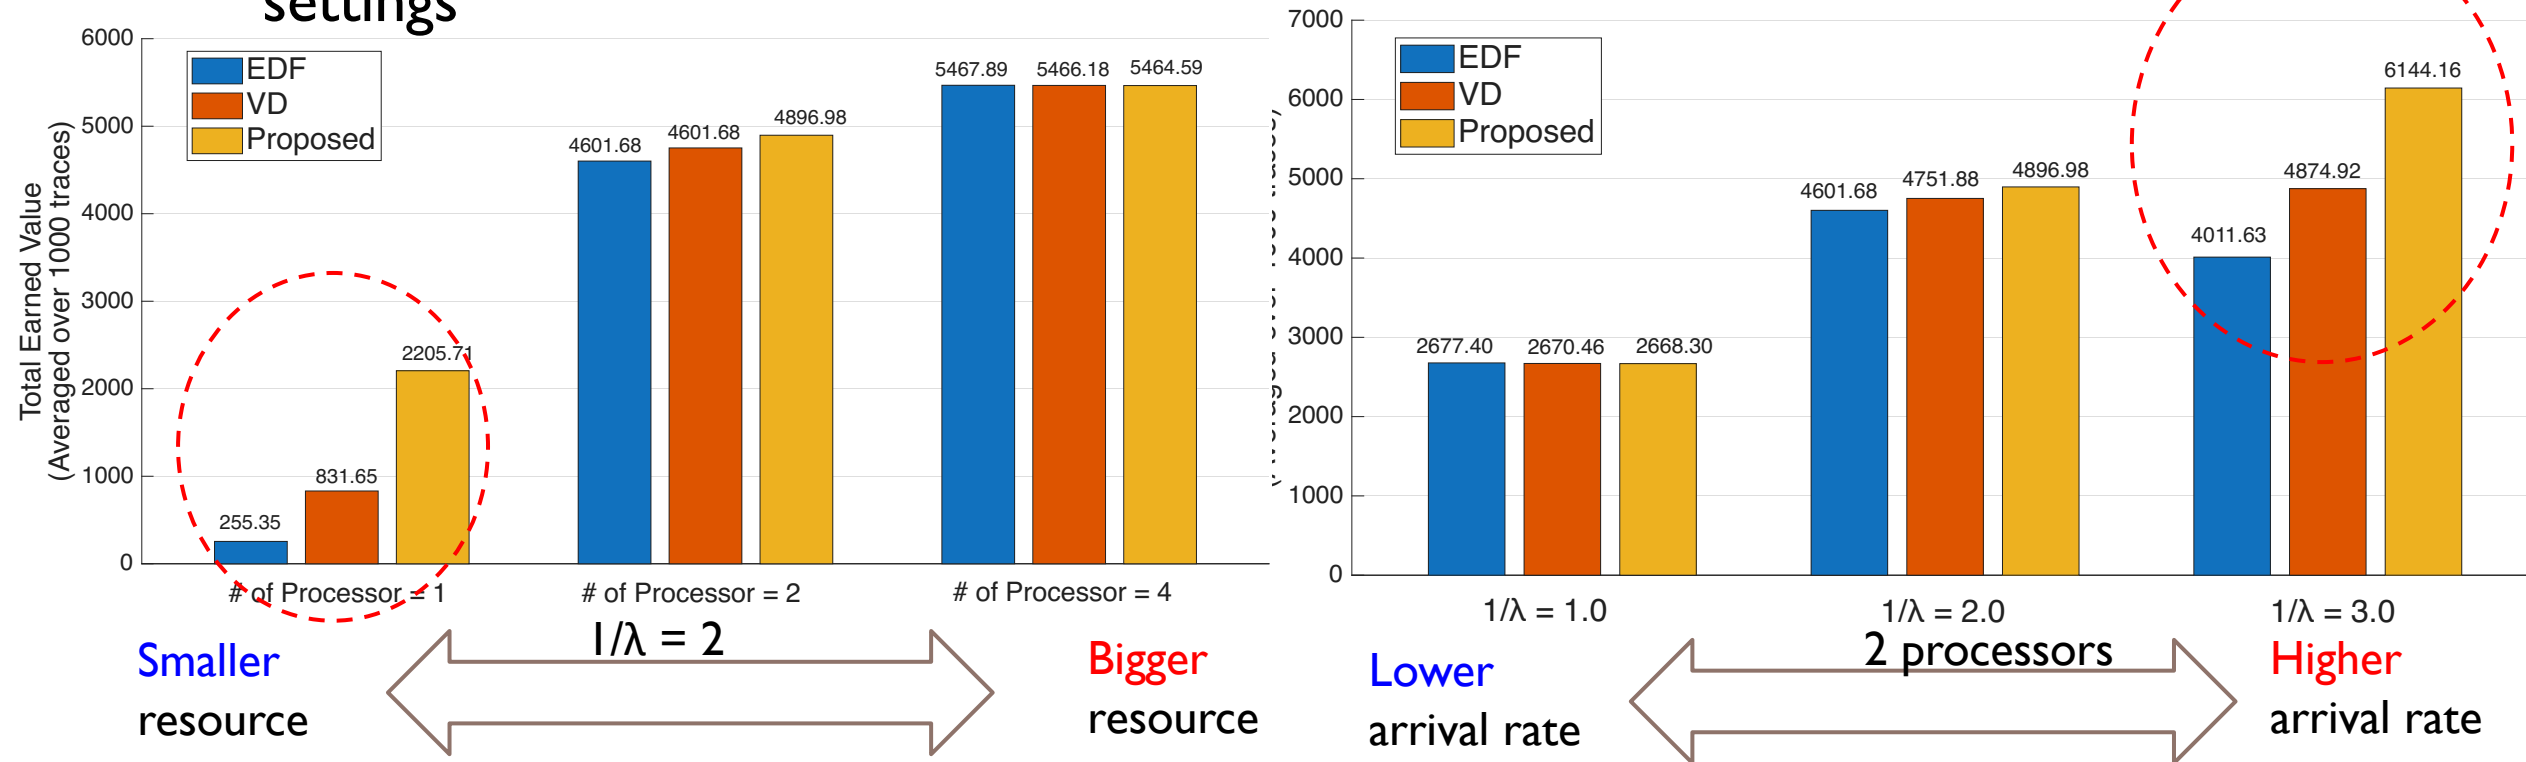 settings
6000
5000
4000
3000
2000
1000
0
Total Earned Value
(Averaged over 1000 traces)
EDF
VD
Proposed
255.35
831.65
2205.71
4601.68
4601.68
4896.98
5467.89
5466.18
5464.59
# of Processor = 1
# of Processor = 2
# of Processor = 4
1/λ = 2
Smaller
resource
Bigger
resource
7000
6000
5000
4000
3000
2000
1000
0
EDF
VD
Proposed
2677.40
2670.46
2668.30
4601.68
4751.88
4896.98
4011.63
4874.92
6144.16
1/λ = 1.0
1/λ = 2.0
1/λ = 3.0
2 processors
Lower
arrival rate
Higher
arrival rate